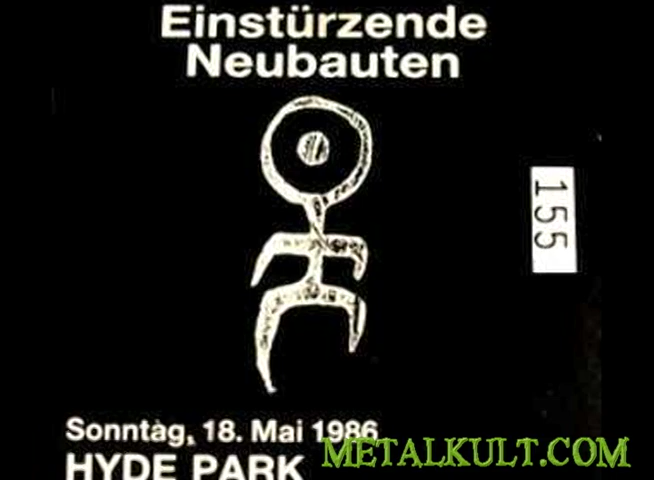 Einstürzende
Neubauten
155
Sonntag, 18. Mai 1986
HYDE PARK
METALKULT.COM